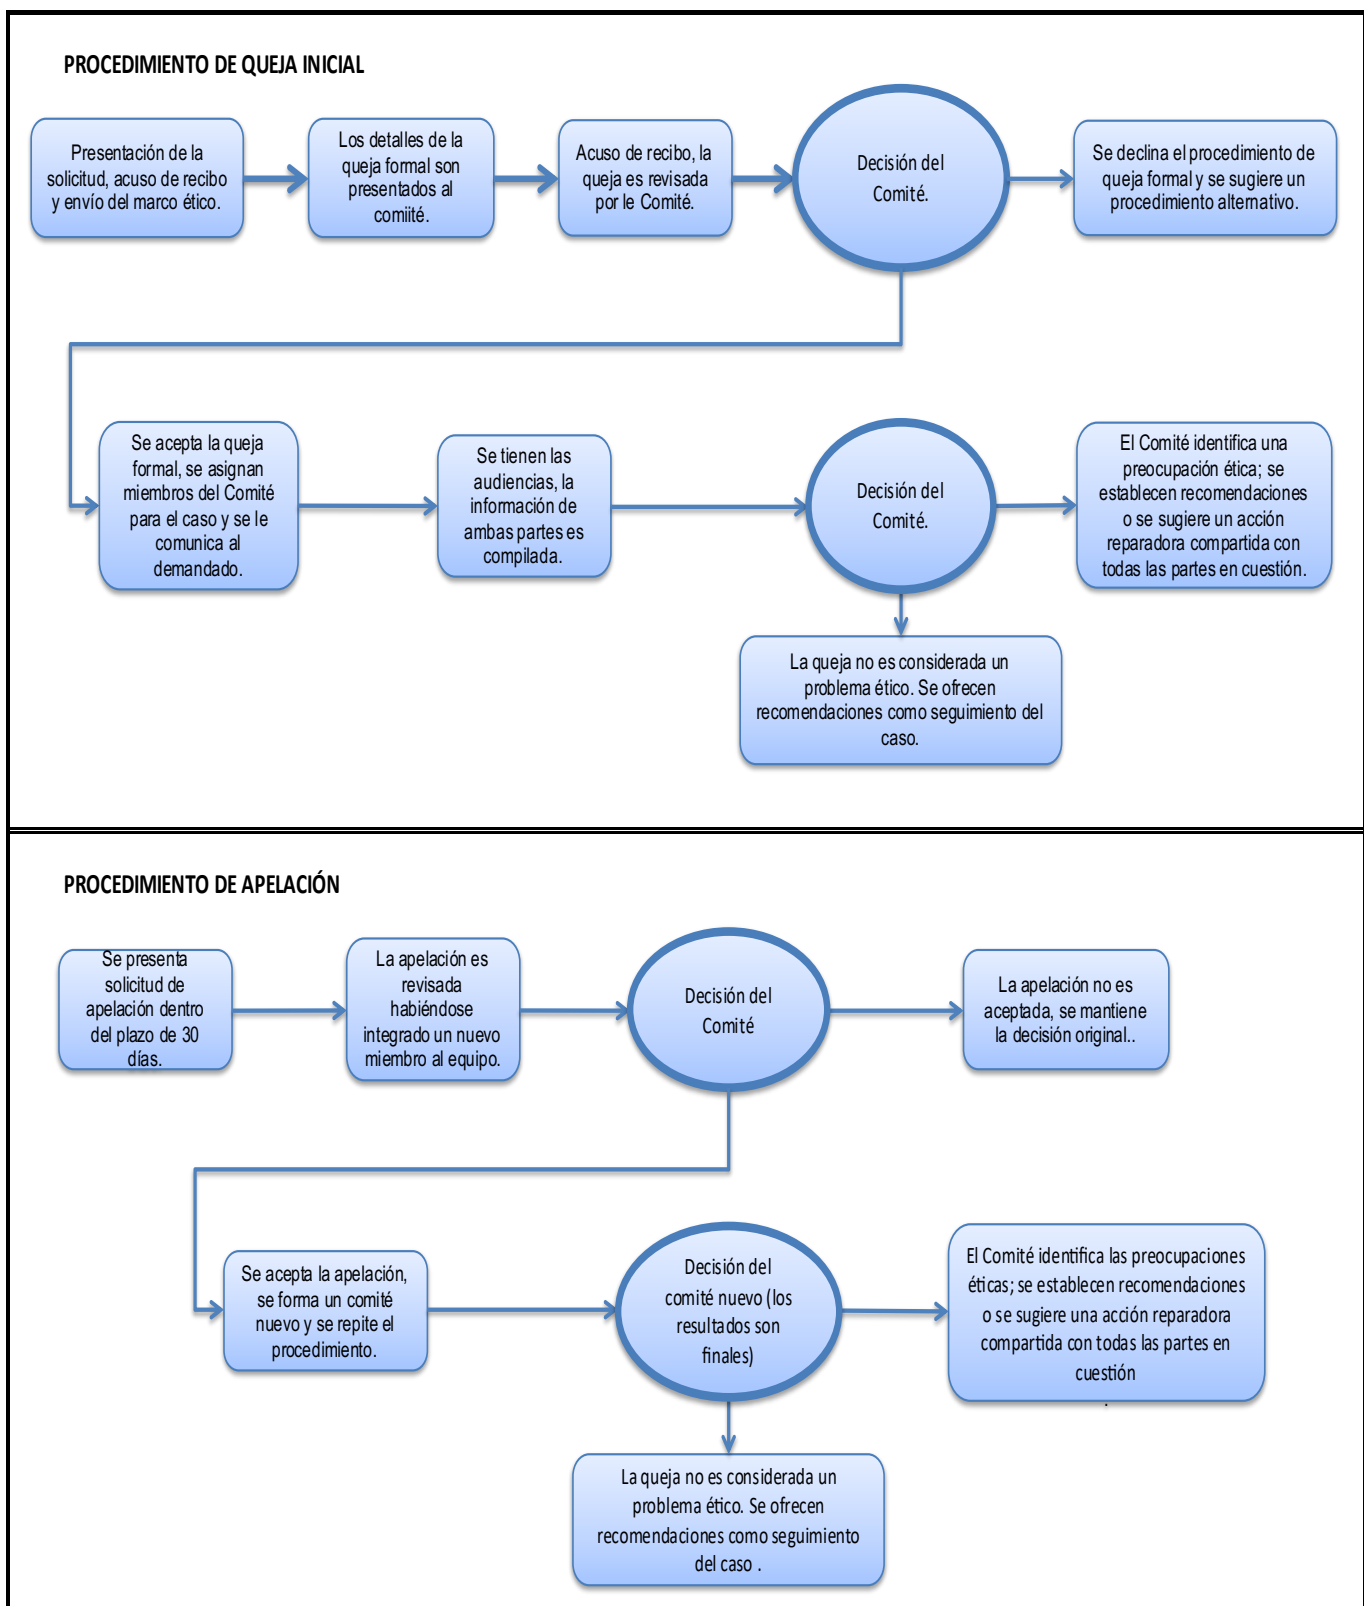 PROCEDIMIENTO DE QUEJA INICIAL
Presentación de la
solicitud, acuso de recibo
y envío del marco ético.
Los detalles de la
queja formal son
presentados al
comiité.
Acuso de recibo, la
queja es revisada
por le Comité.
Decisión del
Comité.
Se declina el procedimiento de
queja formal y se sugiere un
procedimiento alternativo.
Se acepta la queja
formal, se asignan
miembros del Comité
para el caso y se le
comunica al
demandado.
Se tienen las
audiencias, la
información de
ambas partes es
compilada.
Decisión del
Comité.
El Comité identifica una
preocupación ética; se
establecen recomendaciones
o se sugiere un acción
reparadora compartida con
todas las partes en cuestión.
La queja no es considerada un
problema ético. Se ofrecen
recomendaciones como seguimiento del
caso.
PROCEDIMIENTO DE APELACIÓN
Se presenta
solicitud de
apelación dentro
del plazo de 30
días.
La apelación es
revisada
habiéndose
integrado un nuevo
miembro al equipo.
Decisión del
Comité
La apelación no es
aceptada, se mantiene
la decisión original..
Se acepta la apelación,
se forma un comité
nuevo y se repite el
procedimiento.
Decisión del
comité nuevo (los
resultados son
finales)
El Comité identifica las preocupaciones
éticas; se establecen recomendaciones
o se sugiere una acción reparadora
compartida con todas las partes en
cuestión
.
La queja no es considerada un
problema ético. Se ofrecen
recomendaciones como seguimiento
del caso .